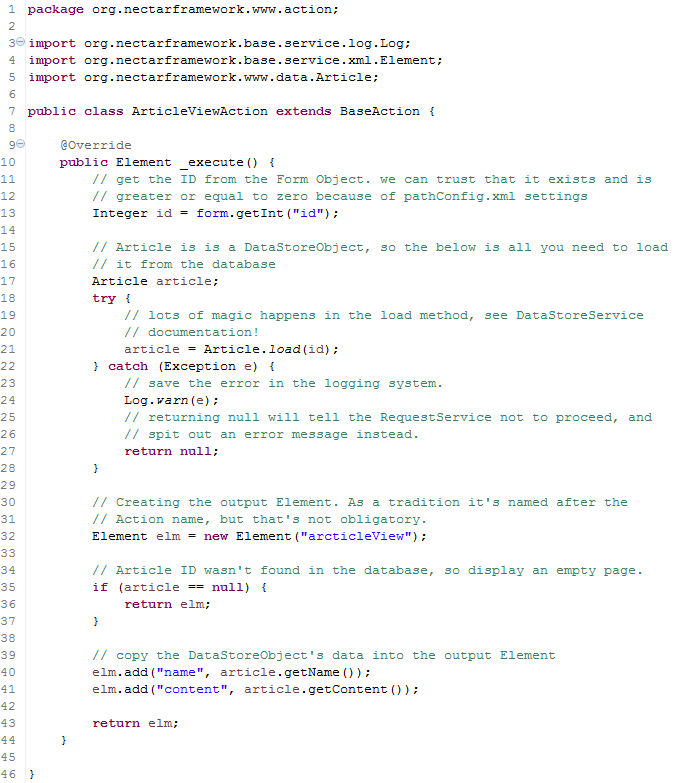 1 package org.nectarframework.www.action;
2
3 import org.nectarframework.base.service.log.Log;
4 import org.nectarframework.base.service.xml.Element;
5 import org.nectarframework.www.data.Article;
6
7 public class ArticleViewAction extends BaseAction {
8
9     @Override
10     public Element _execute() {
11         // get the ID from the Form Object. we can trust that it exists and is
12         // greater or equal to zero because of pathConfig.xml settings
13         Integer id = form.getInt("id");
14
15         // Article is is a DataStoreObject, so the below is all you need to load
16         // it from the database
17         Article article;
18         try {
19             // lots of magic happens in the load method, see DataStoreService
20             // documentation!
21             article = Article.load(id);
22         } catch (Exception e) {
23             // save the error in the logging system.
24             Log.warn(e);
25             // returning null will tell the RequestService not to proceed, and
26             // spit out an error message instead.
27             return null;
28         }
29
30         // Creating the output Element. As a tradition it's named after the
31         // Action name, but that's not obligatory.
32         Element elm = new Element("arcticleView");
33
34         // Article ID wasn't found in the database, so display an empty page.
35         if (article == null) {
36             return elm;
37         }
38
39         // copy the DataStoreObject's data into the output Element
40         elm.add("name", article.getName());
41         elm.add("content", article.getContent());
42
43         return elm;
44     }
45
46 }